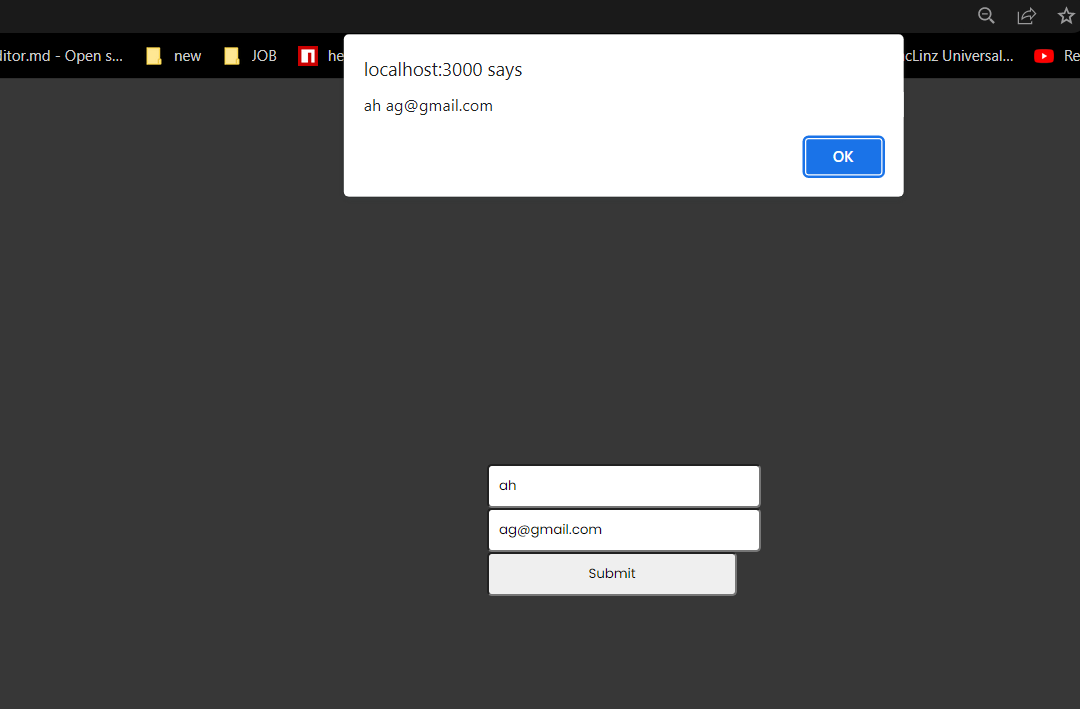 ditor.md - Open s... new JOB he cLinz Universal... Re
localhost:3000 says
ah ag@gmail.com
OK
ah
ag@gmail.com
Submit